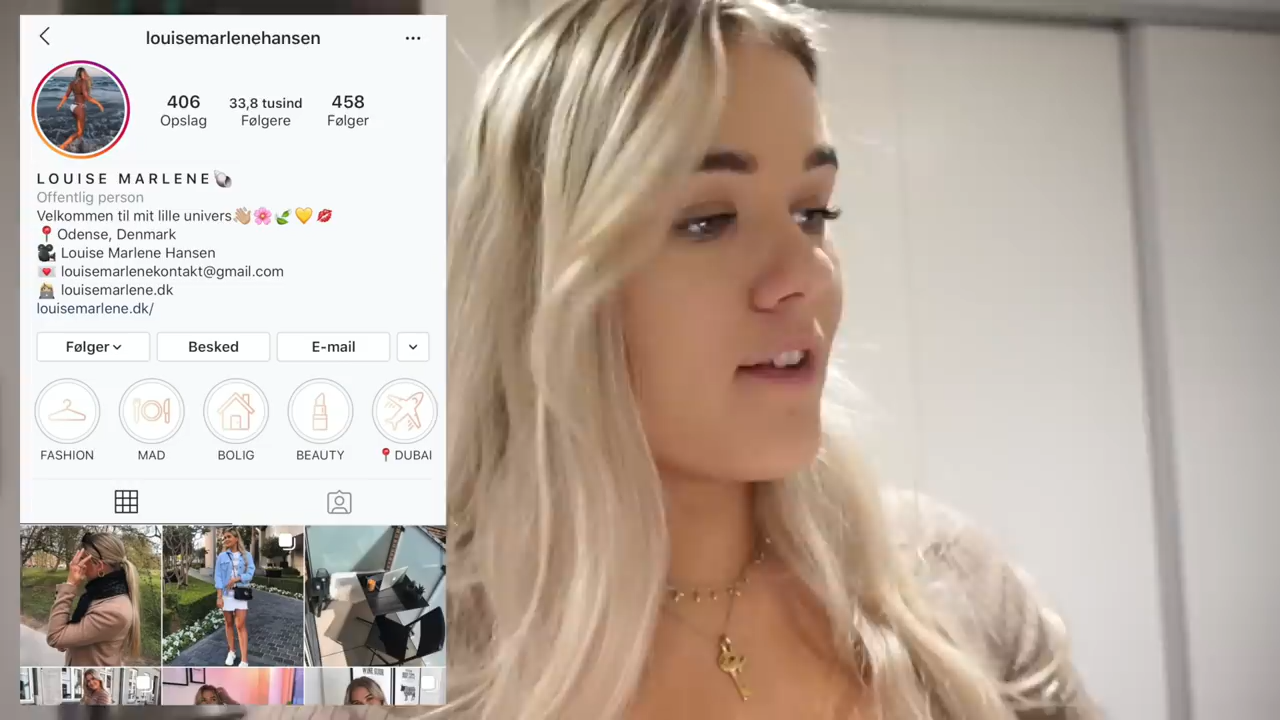 louisemarlenehansen
406
33,8 tusind
458
Opslag
Følgere
Følger
LOUISE MARLENE🐚
Offentlig person
Velkommen til mit lille univers👋🏼🌸🍃💛💋
📍Odense, Denmark
🎥 Louise Marlene Hansen
💌 louisemarlenekontakt@gmail.com
👩🏼‍💻 louisemarlene.dk
louisemarlene.dk/
Følger
Besked
E-mail
FASHION
MAD
BOLIG
BEAUTY
📍DUBAI